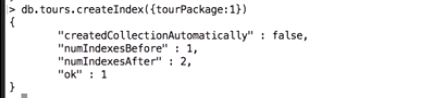 > db.tours.createIndex({tourPackage:1})
{
"createdCollectionAutomatically" : false,
"numIndexesBefore" : 1,
"numIndexesAfter" : 2,
"ok" : 1
}